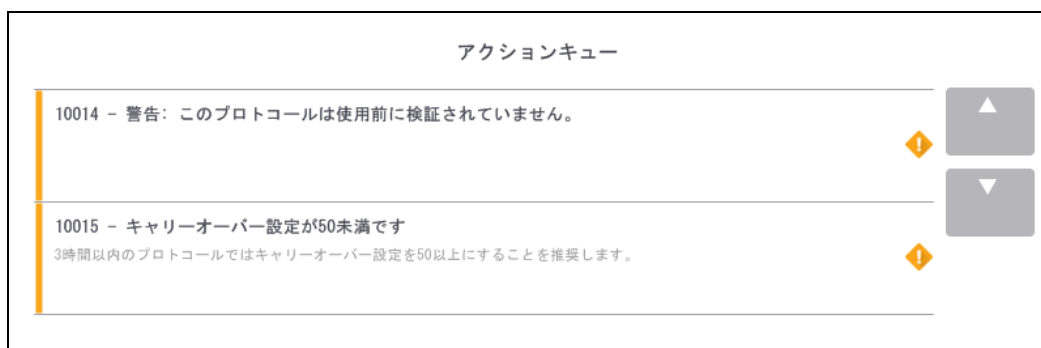 アクションキュー
10014 – 警告: このプロトコールは使用前に検証されていません。
10015 – キャリーオーバー設定が50未満です
3時間以内のプロトコールではキャリーオーバー設定を50以上にすることを推奨します。